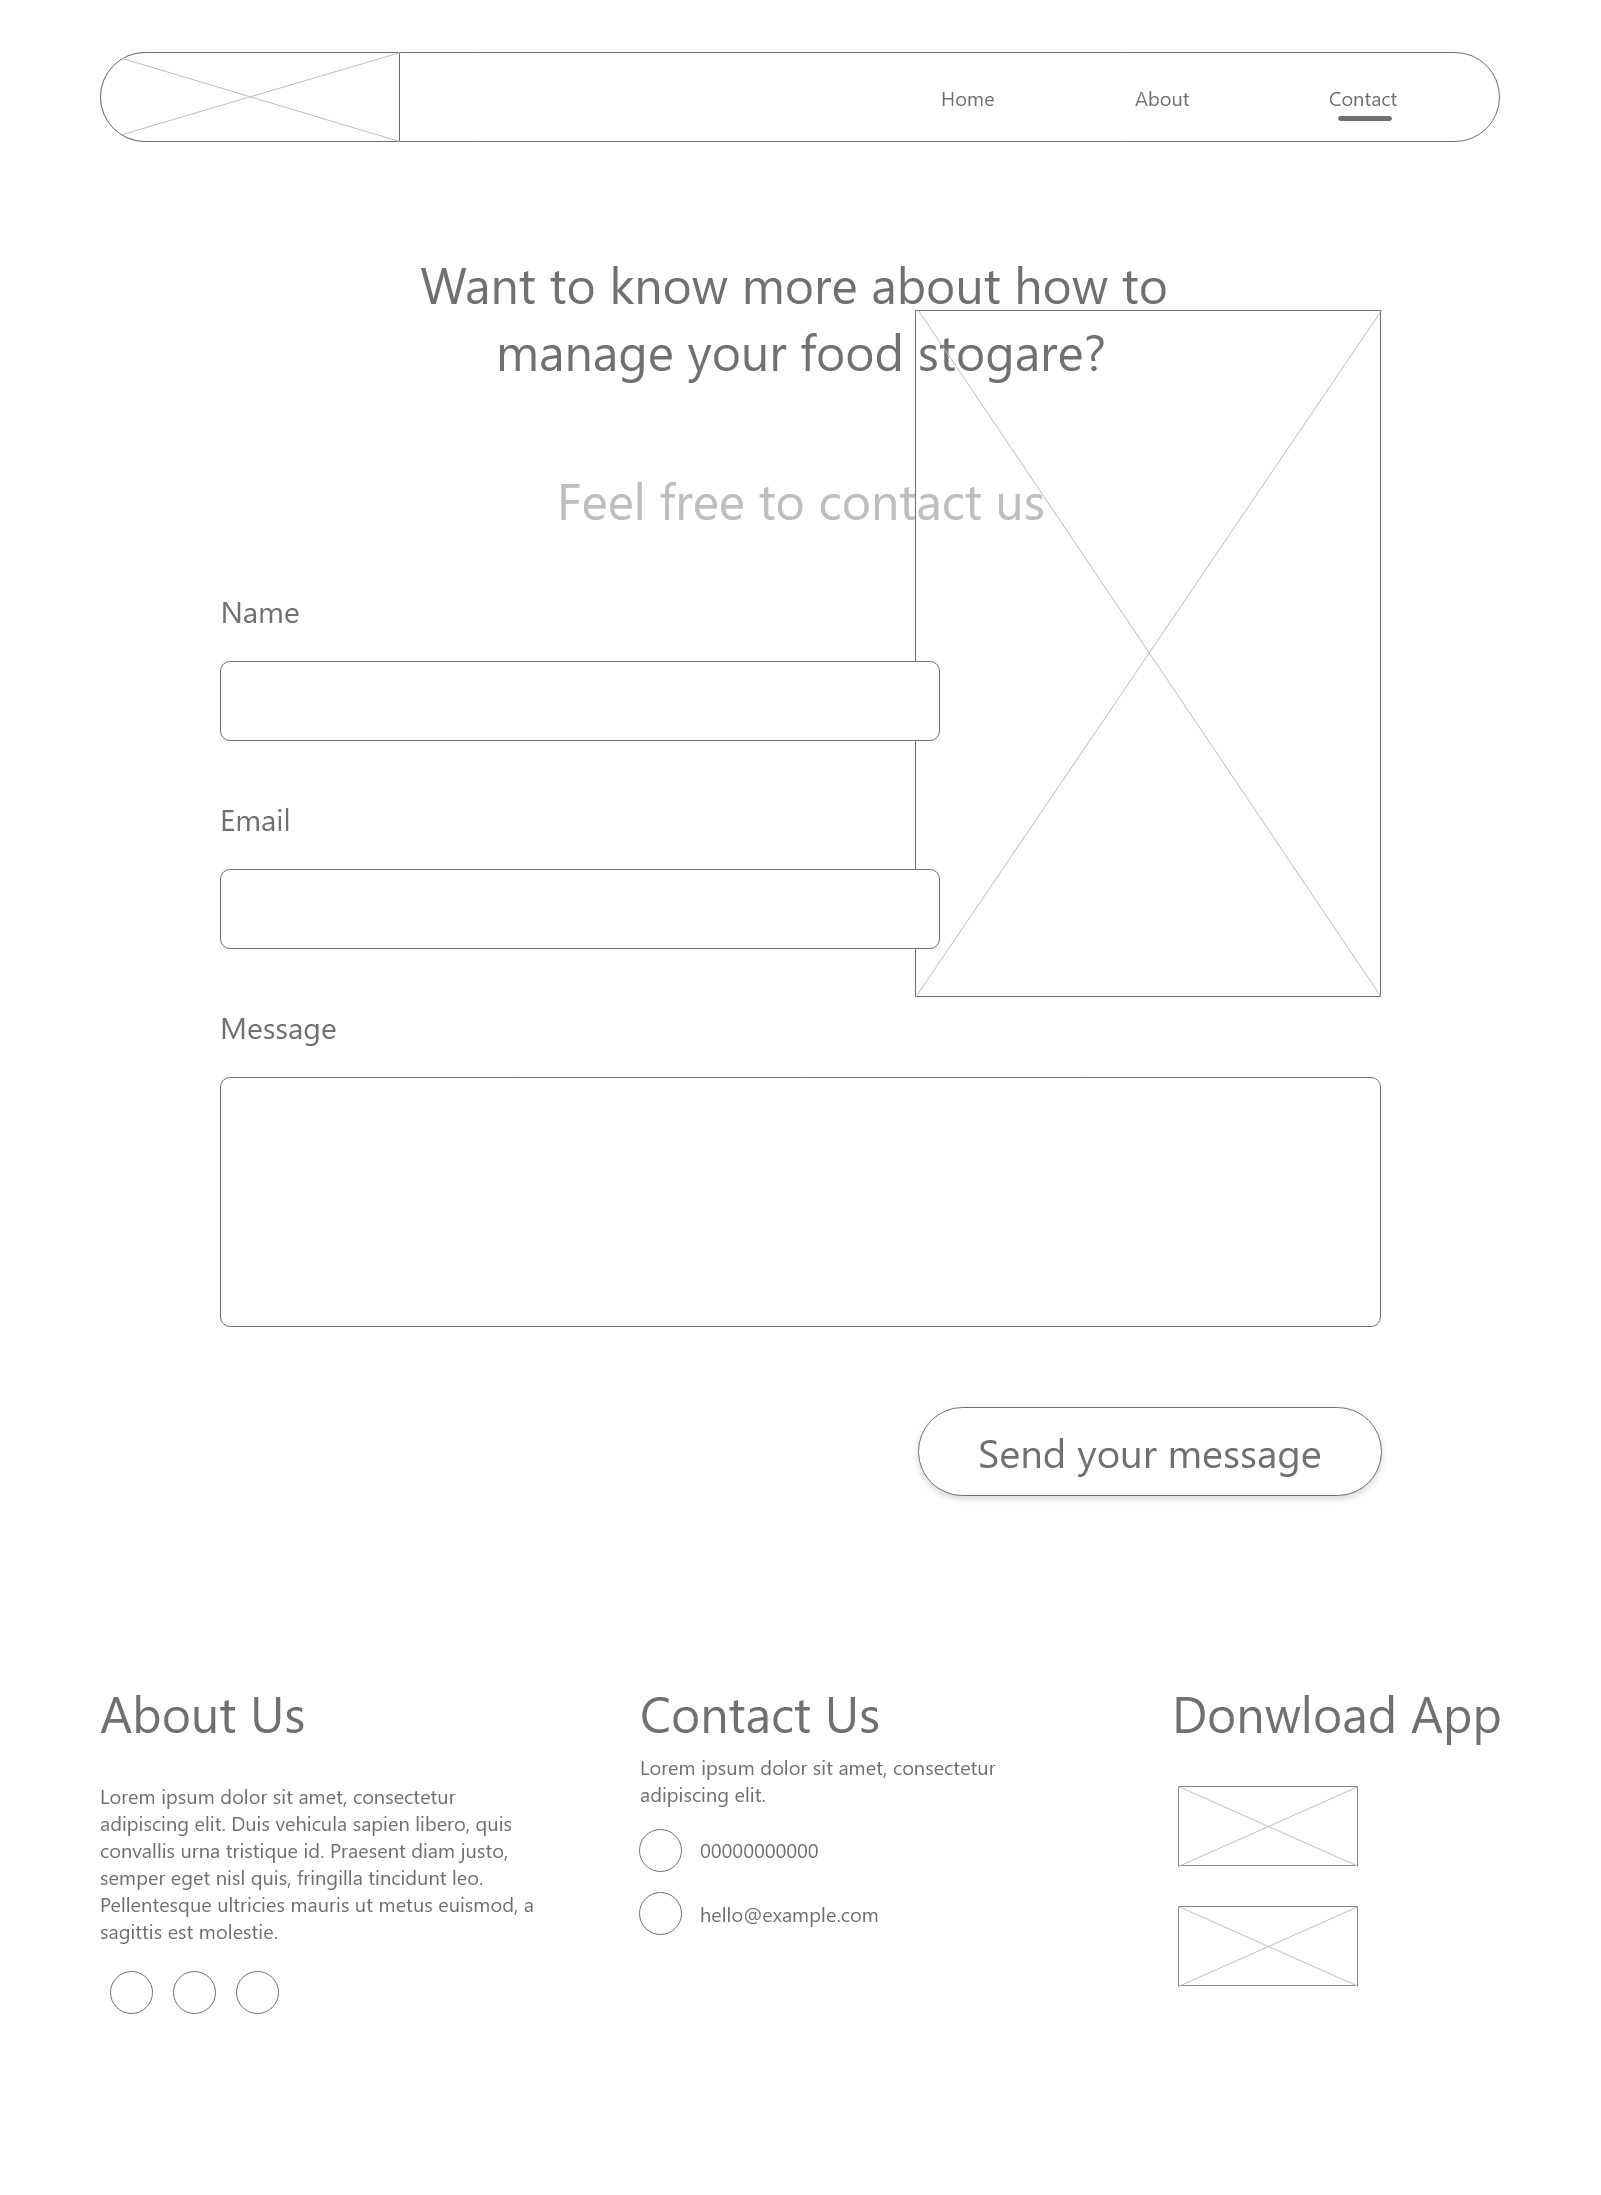 Home
About
Contact
Want to know more about how to
manage your food stogare?
Feel free to contact us
Name
Email
Message
Send your message
About Us
Lorem ipsum dolor sit amet, consectetur
adipiscing elit. Duis vehicula sapien libero, quis
convallis urna tristique id. Praesent diam justo,
semper eget nisl quis, fringilla tincidunt leo.
Pellentesque ultricies mauris ut metus euismod, a
sagittis est molestie.
Contact Us
Lorem ipsum dolor sit amet, consectetur
adipiscing elit.
00000000000
hello@example.com
Donwload App